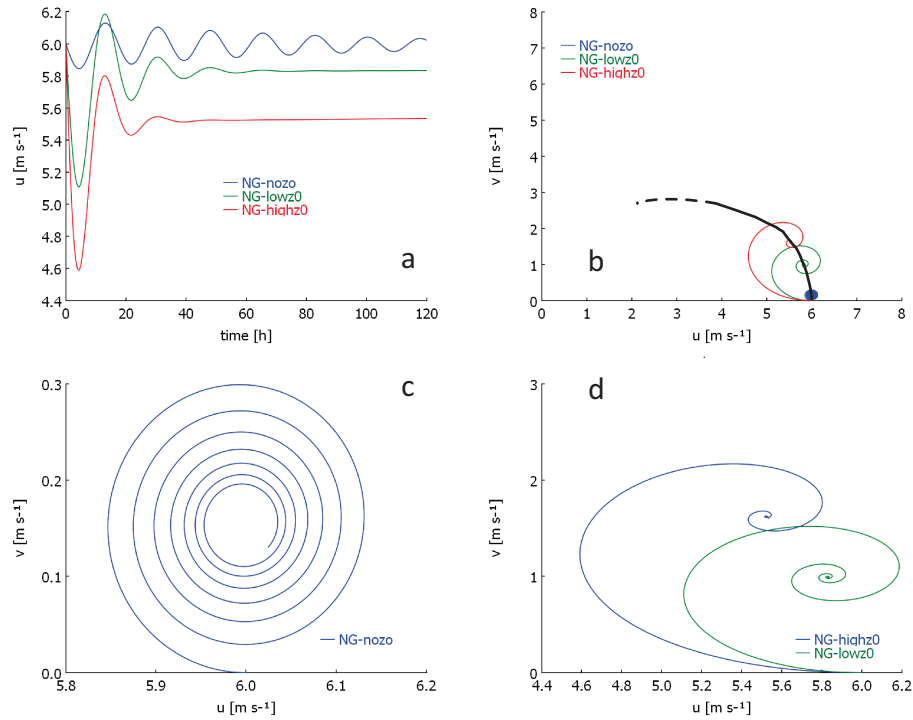 6.2
6.0
5.8
5.6
5.4
5.2
5.0
4.8
4.6
4.4
u [m s⁻¹]
0 20 40 60 80 100 120
time [h]
NG-nozo
NG-lowz0
NG-highz0
a
8
7
6
5
4
3
2
1
0
v [m s⁻¹]
0 1 2 3 4 5 6 7 8
u [m s⁻¹]
NG-nozo
NG-lowz0
NG-highz0
b
0.3
0.2
0.1
0.0
v [m s⁻¹]
5.8 5.9 6.0 6.1 6.2
u [m s⁻¹]
NG-nozo
c
3
2
1
0
v [m s⁻¹]
4.4 4.6 4.8 5.0 5.2 5.4 5.6 5.8 6.0 6.2
u [m s⁻¹]
NG-highz0
NG-lowz0
d